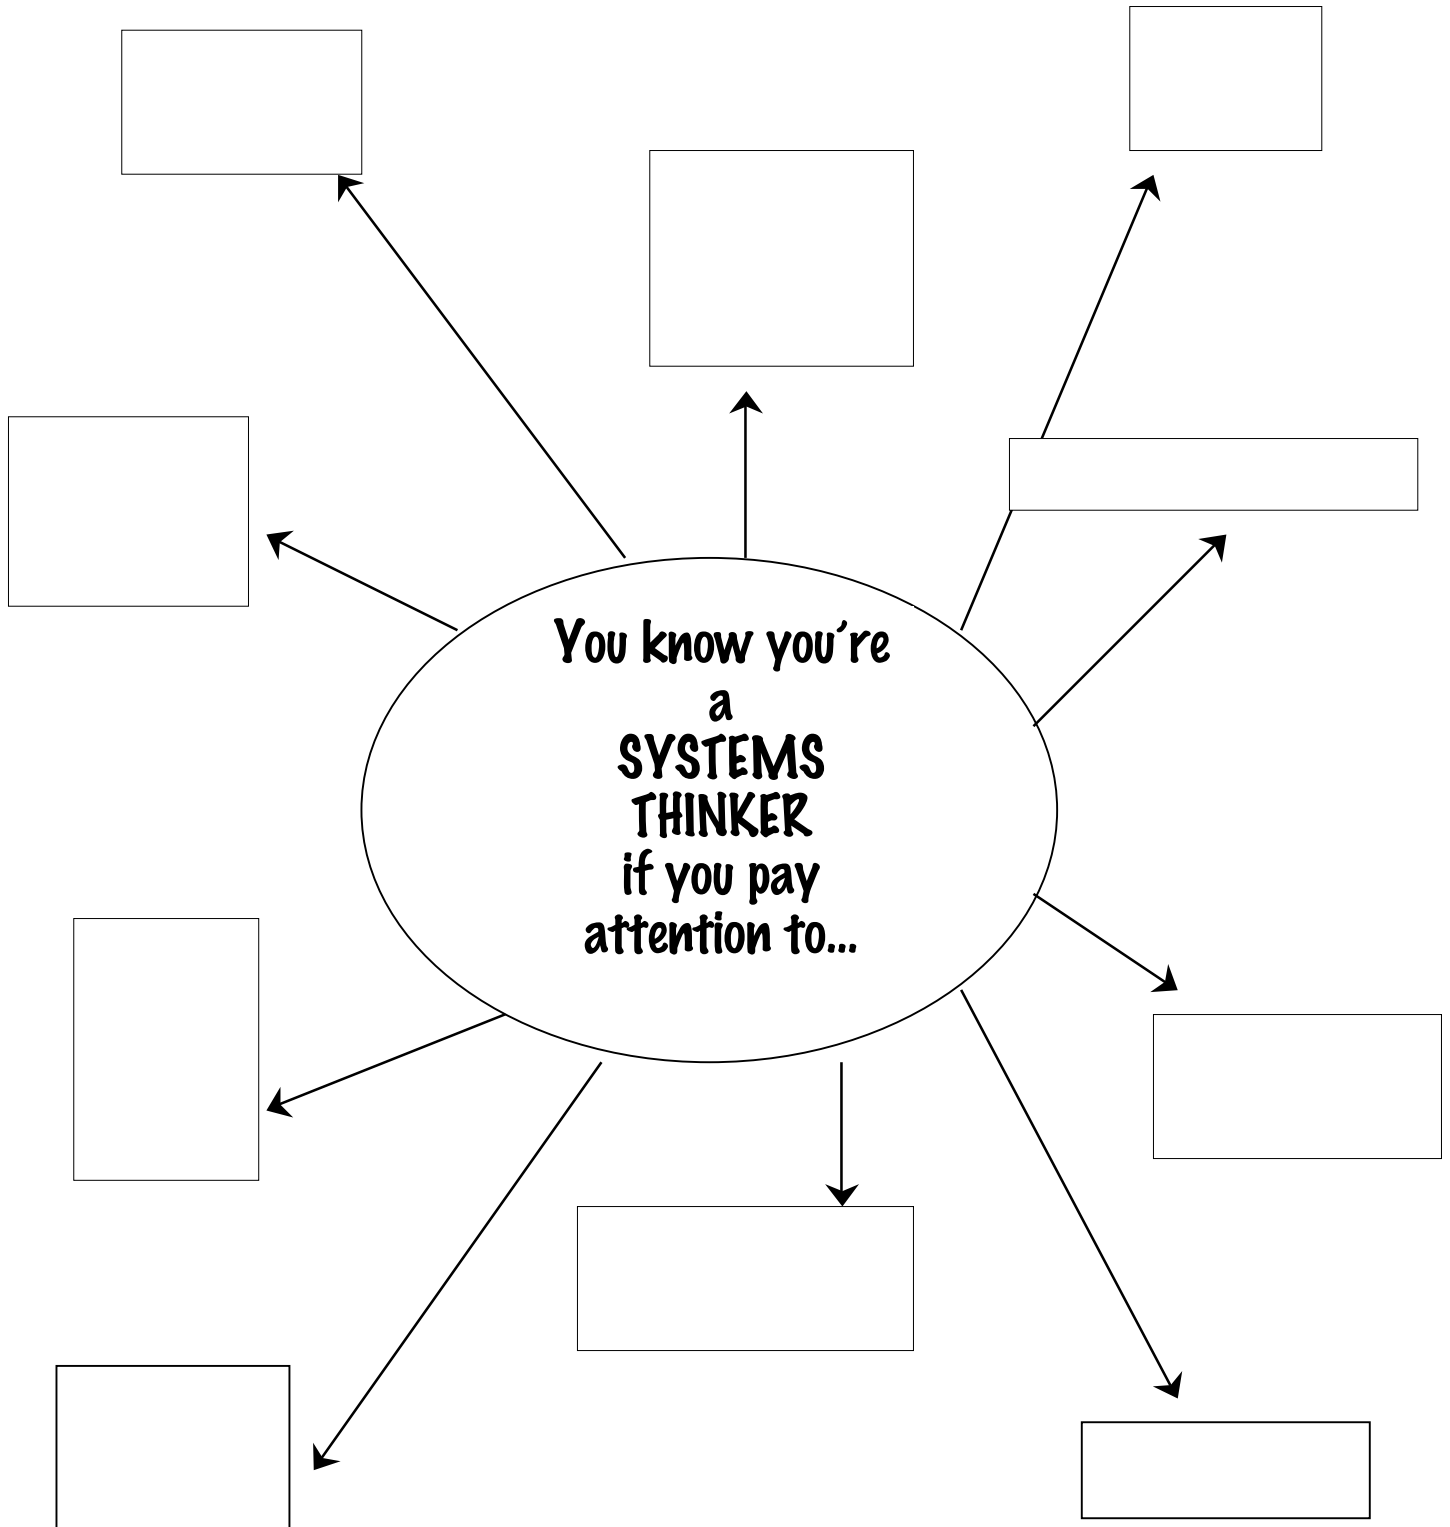 You know you’re
a
SYSTEMS
THINKER
if you pay
attention to...